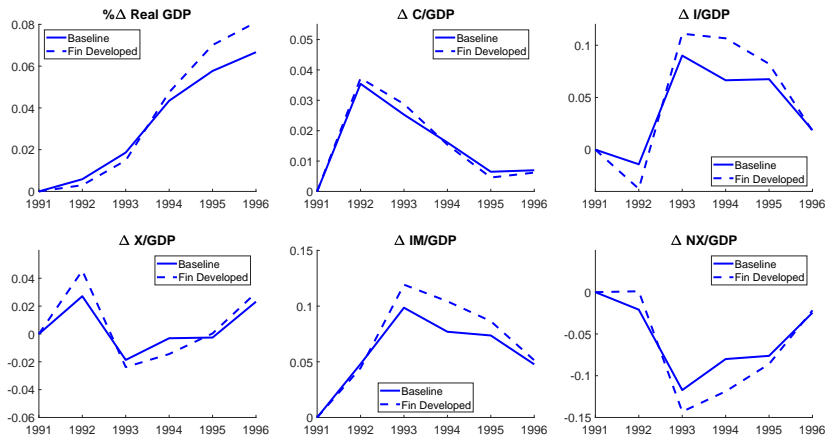 %Δ Real GDP
0.08
0.06
0.04
0.02
0
1991 1992 1993 1994 1995 1996
Baseline
Fin Developed
Δ C/GDP
0.05
0.04
0.03
0.02
0.01
0
1991 1992 1993 1994 1995 1996
Baseline
Fin Developed
Δ I/GDP
0.1
0.05
0
1991 1992 1993 1994 1995 1996
Baseline
Fin Developed
Δ X/GDP
0.04
0.02
0
-0.02
-0.04
-0.06
1991 1992 1993 1994 1995 1996
Baseline
Fin Developed
Δ IM/GDP
0.15
0.1
0.05
0
1991 1992 1993 1994 1995 1996
Baseline
Fin Developed
Δ NX/GDP
0
-0.05
-0.1
-0.15
1991 1992 1993 1994 1995 1996
Baseline
Fin Developed